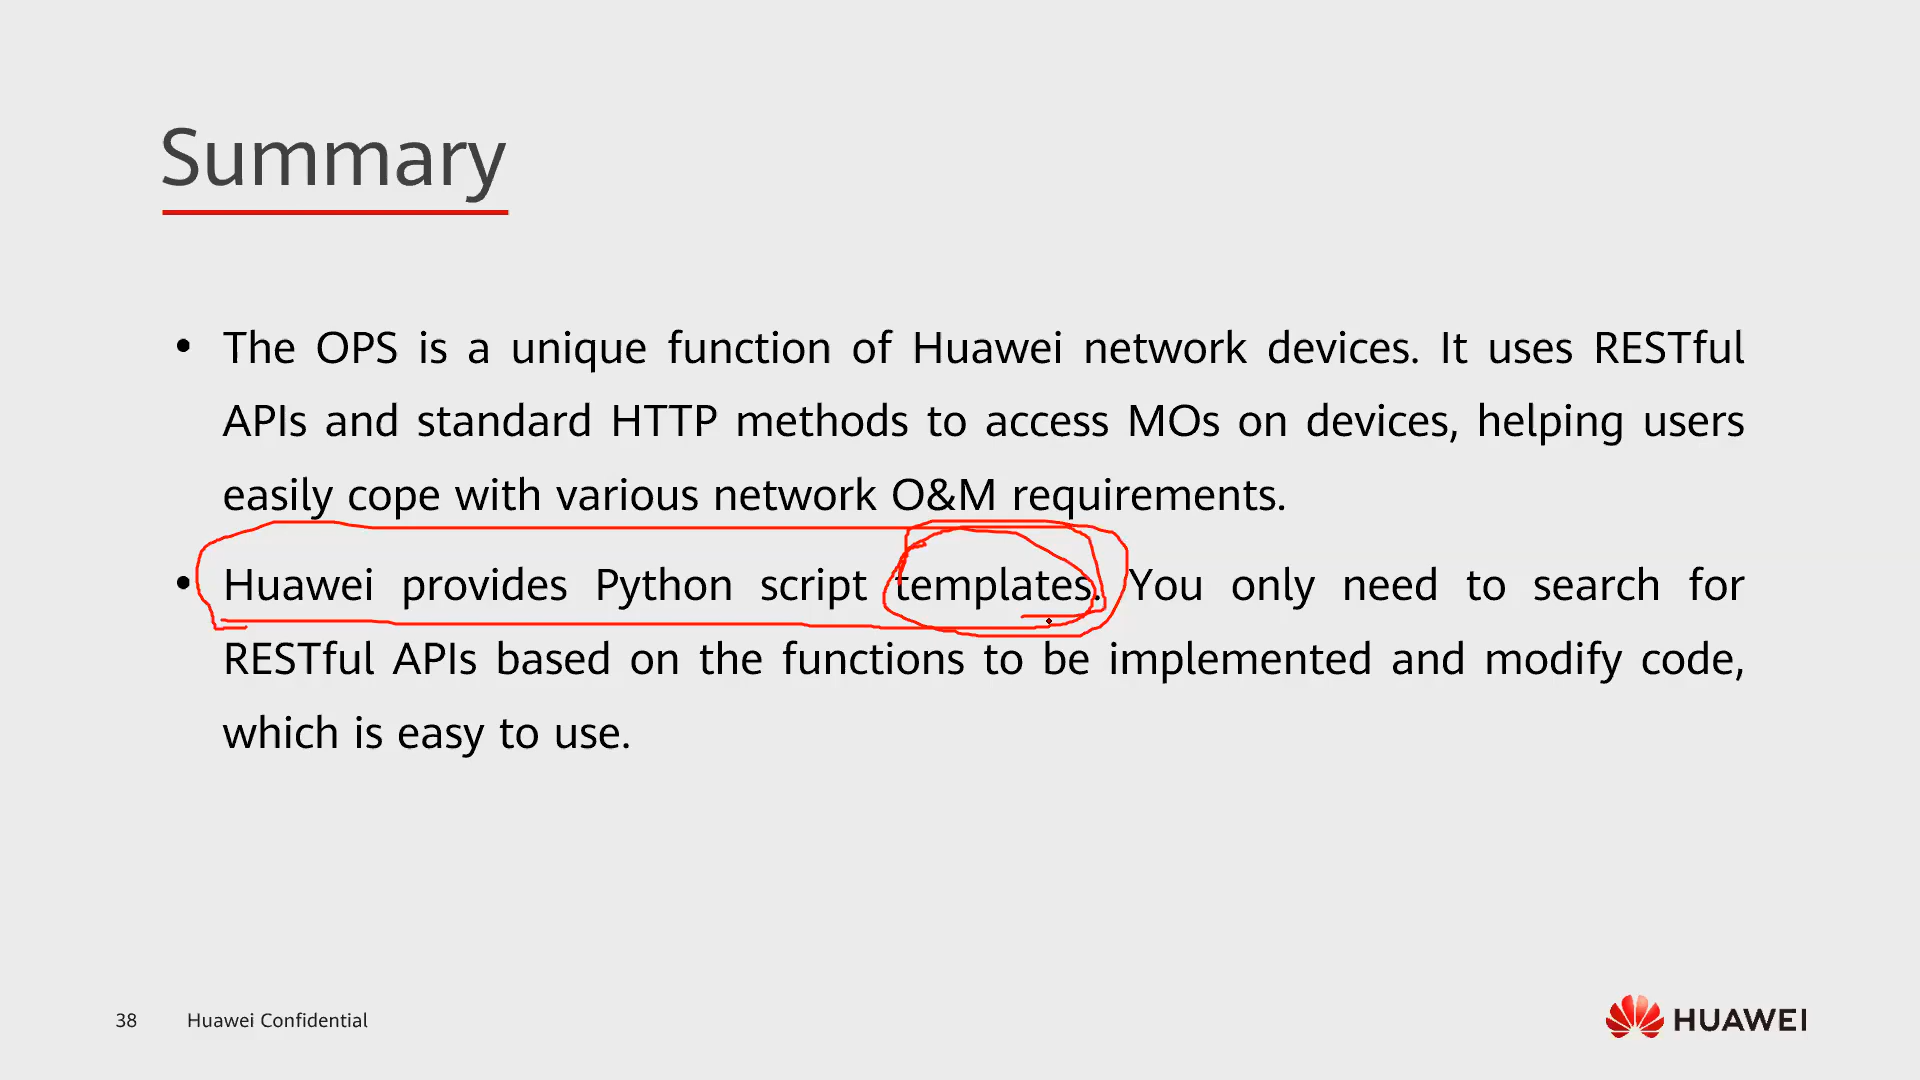 Summary
• The OPS is a unique function of Huawei network devices. It uses RESTful
APIs and standard HTTP methods to access MOs on devices, helping users
easily cope with various network O&M requirements.
• Huawei provides Python script templates. You only need to search for
RESTful APIs based on the functions to be implemented and modify code,
which is easy to use.
38 Huawei Confidential
HUAWEI